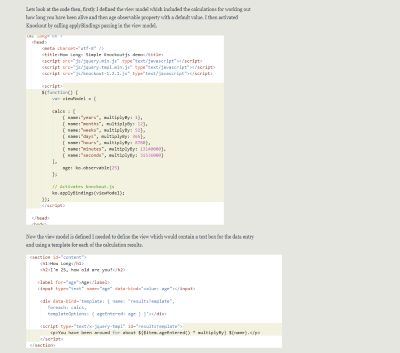 Lets look at the code then, firstly I defined the view model which included the calculations for working out
how long you have been alive and then age observable property with a default value. I then activated
Knockout by calling applyBindings passing in the view model.
<head>
<meta charset="utf-8" />
<title>How Long: Simple Knockoutjs demo</title>
<script src="js/jquery.min.js" type="text/javascript"></script>
<script src="js/jquery.tmpl.min.js" type="text/javascript"></script>
<script src="js/knockout-1.2.1.js" type="text/javascript"></script>
<script>
$(function() {
var viewModel = {
calcs : [
{ name:"years", multiplyBy: 1},
{ name:"months", multiplyBy: 12},
{ name:"weeks", multiplyBy: 52},
{ name:"days", multiplyBy: 365},
{ name:"hours", multiplyBy: 8760},
{ name:"minutes", multiplyBy:
{ name:"seconds", multiplyBy:
],
age: ko.observable(25)
};
// Activates knockout.js
ko.applyBindings(viewModel);
});
</script>
</head>
<body>
Now the view model is defined I needed to define the view which would contain a text box for the data entry
and using a template for each of the calculation results.
<section id="content">
<h1>How Long</h1>
<h2>I'm 25, how old are you?</h2>
<label for="age">Age</label>
<input type="text" name="age" data-bind="value: age"></input>
<div data-bind='template: { name: "resultsTemplate",
foreach: calcs,
templateOptions: { ageEntered: age } }'></div>
<script type="text/x-jquery-tmpl" id="resultsTemplate">
<p>You have been around for about ${$item.ageEntered() * multiplyBy} ${name}.</p>
</script>
</section>